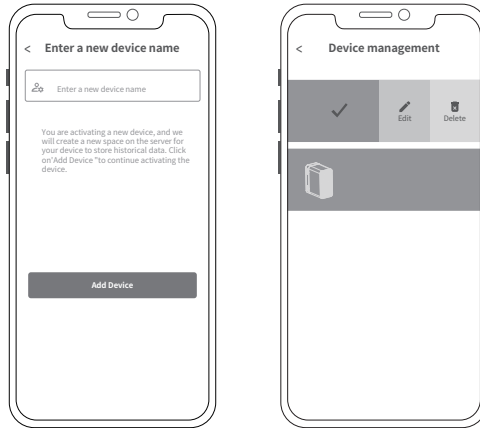 < Enter a new device name
Enter a new device name
You are activating a new device, and we
will create a new space on the server for
your device to store historical data. Click
on'Add Device "to continue activating the
device.
Add Device
< Device management
Edit
Delete